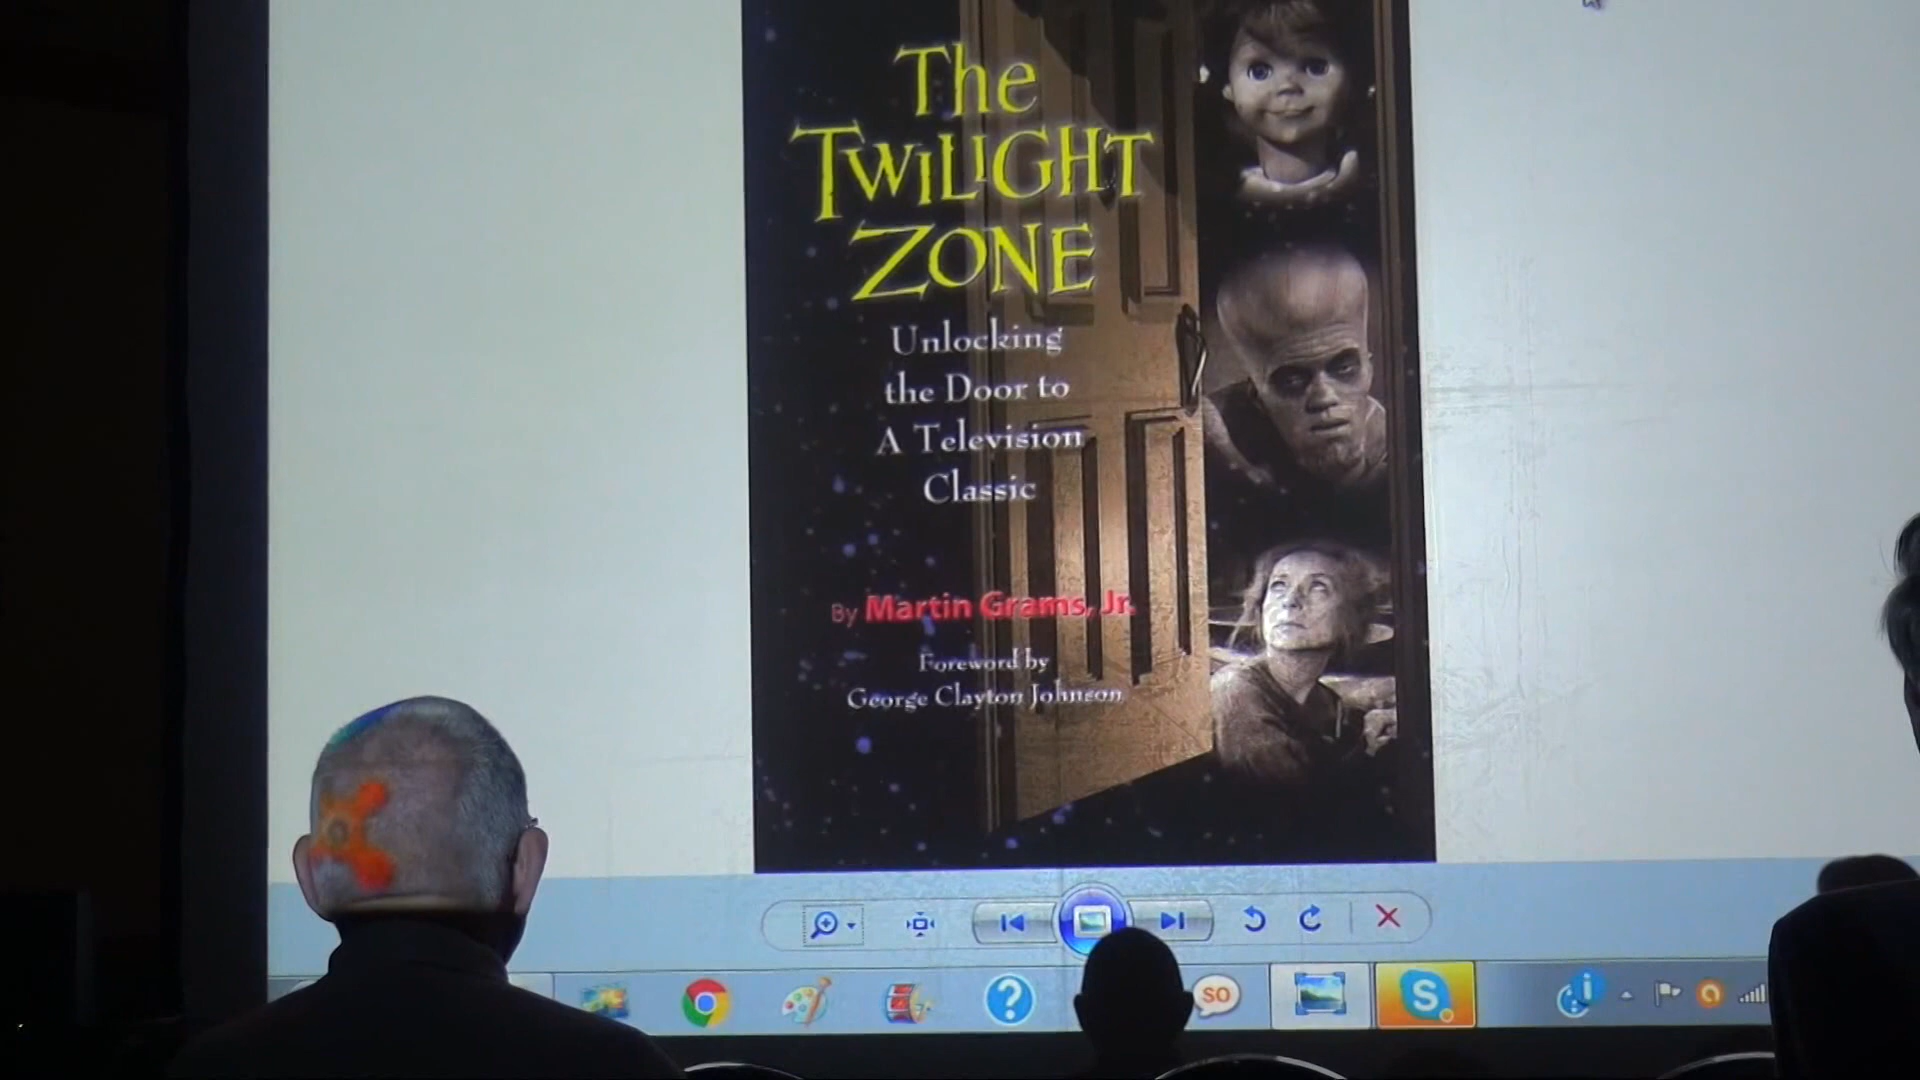 The
TWILIGHT
ZONE
Unlocking
the Door to
A Television
Classic
By Martin Grams, Jr.
Foreword by
George Clayton Johnson
?
SO
S
i